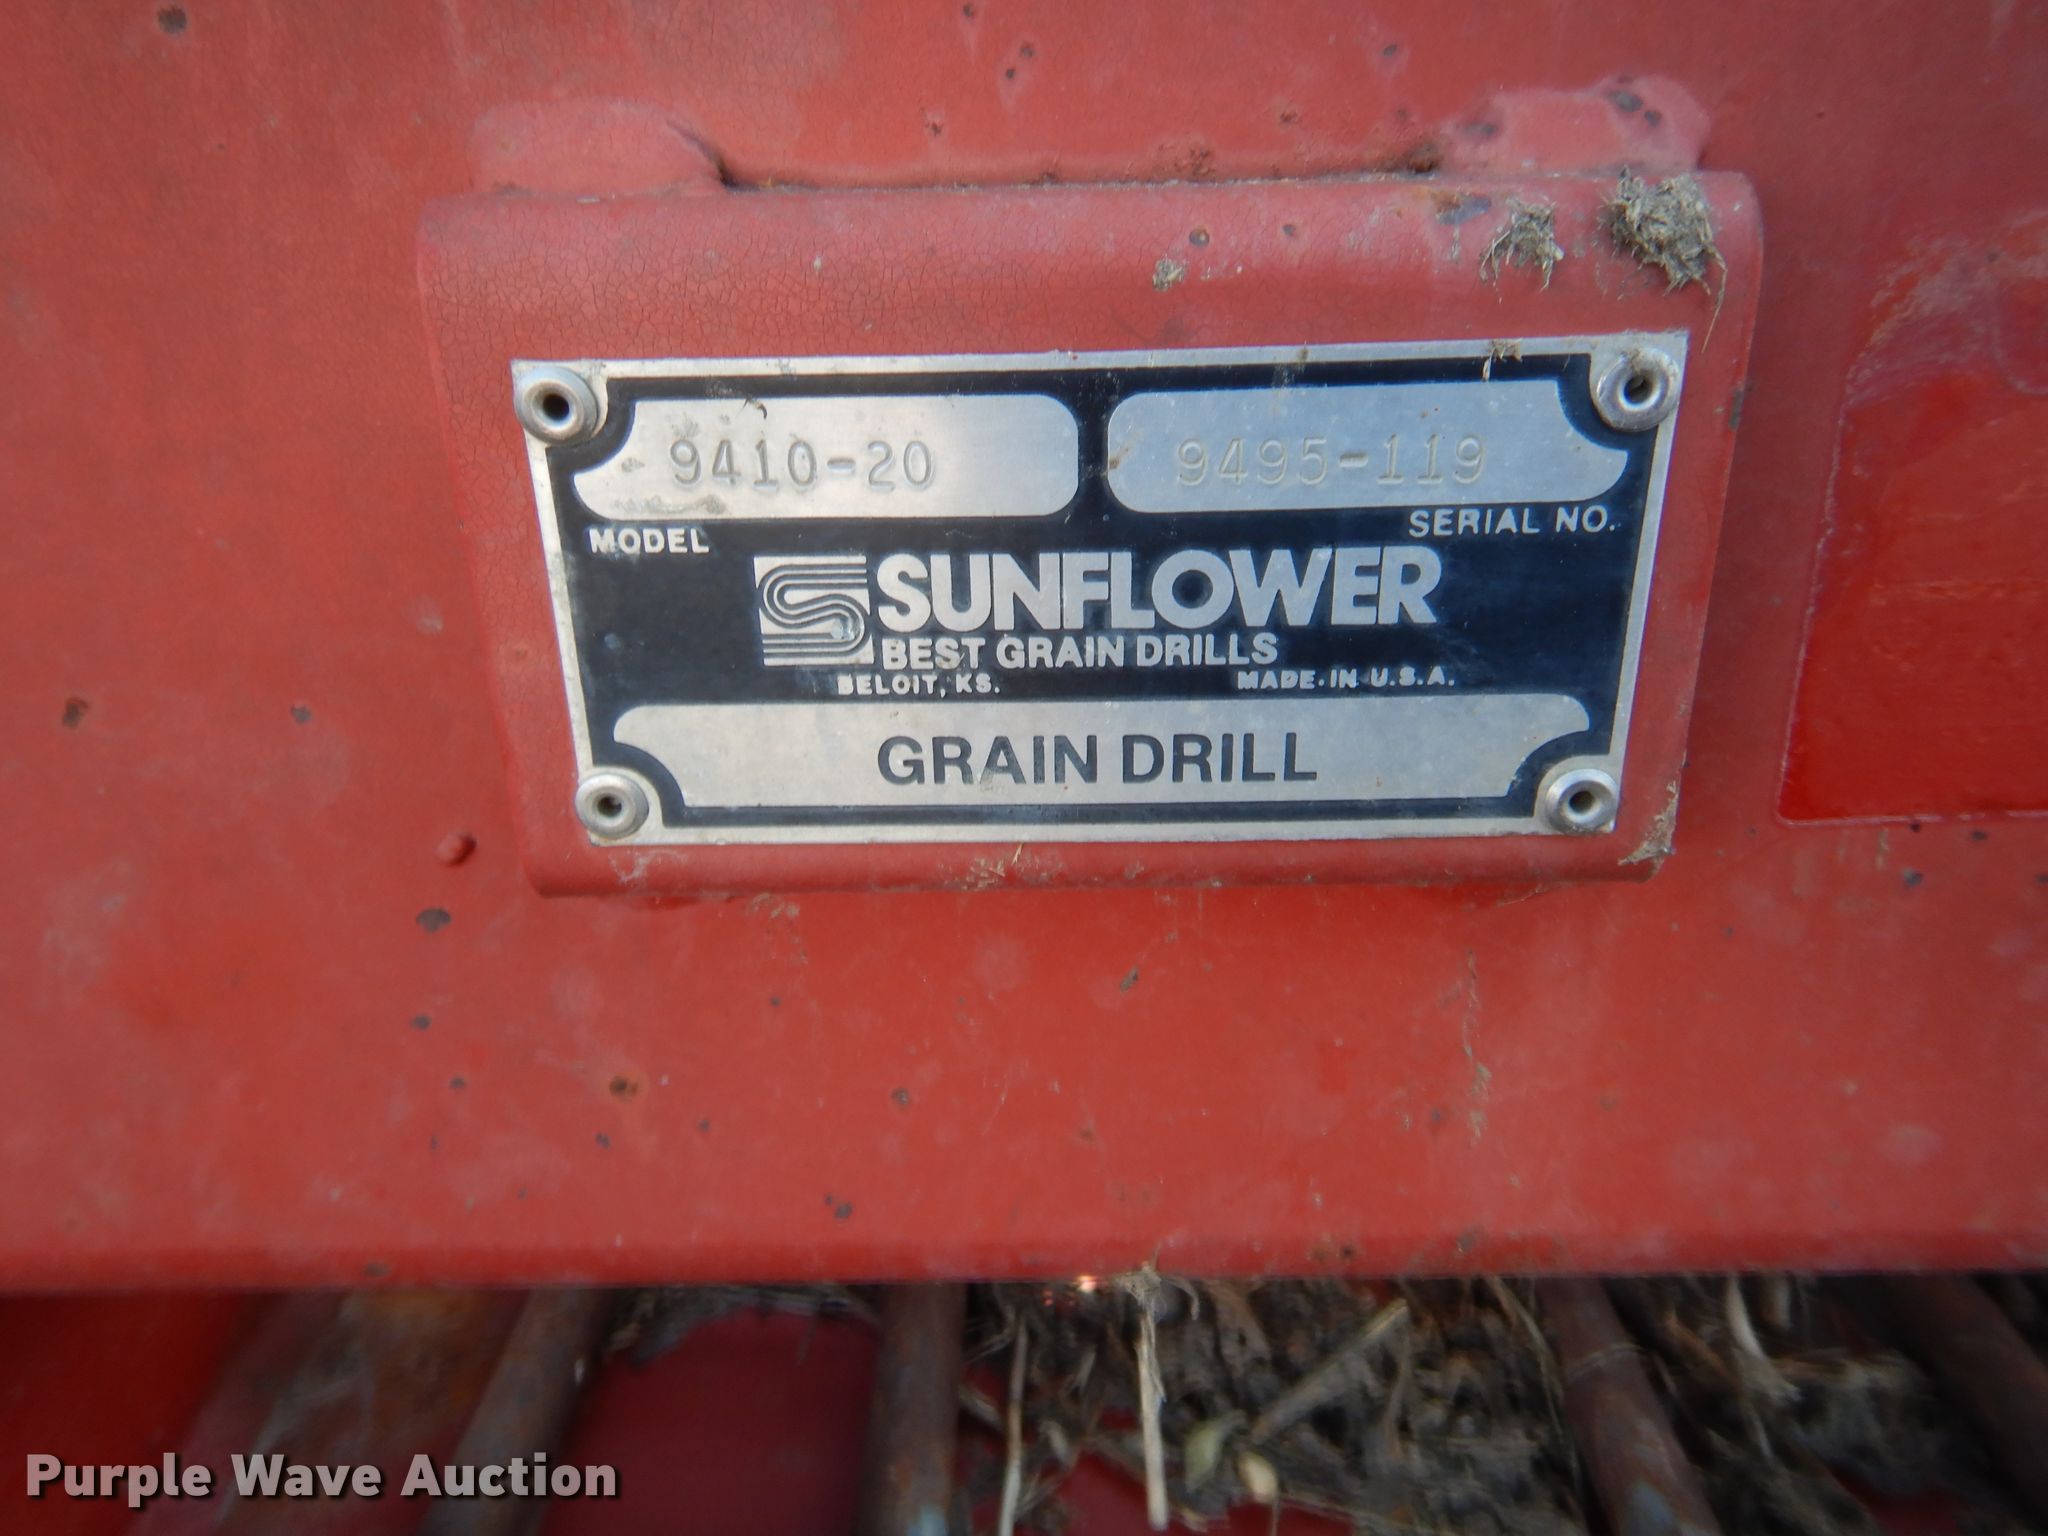 9410-20 9495-119
MODEL SERIAL NO.
SUNFLOWER
BEST GRAIN DRILLS
BELOIT, KS. MADE-IN U.S.A.
GRAIN DRILL
Purple Wave Auction